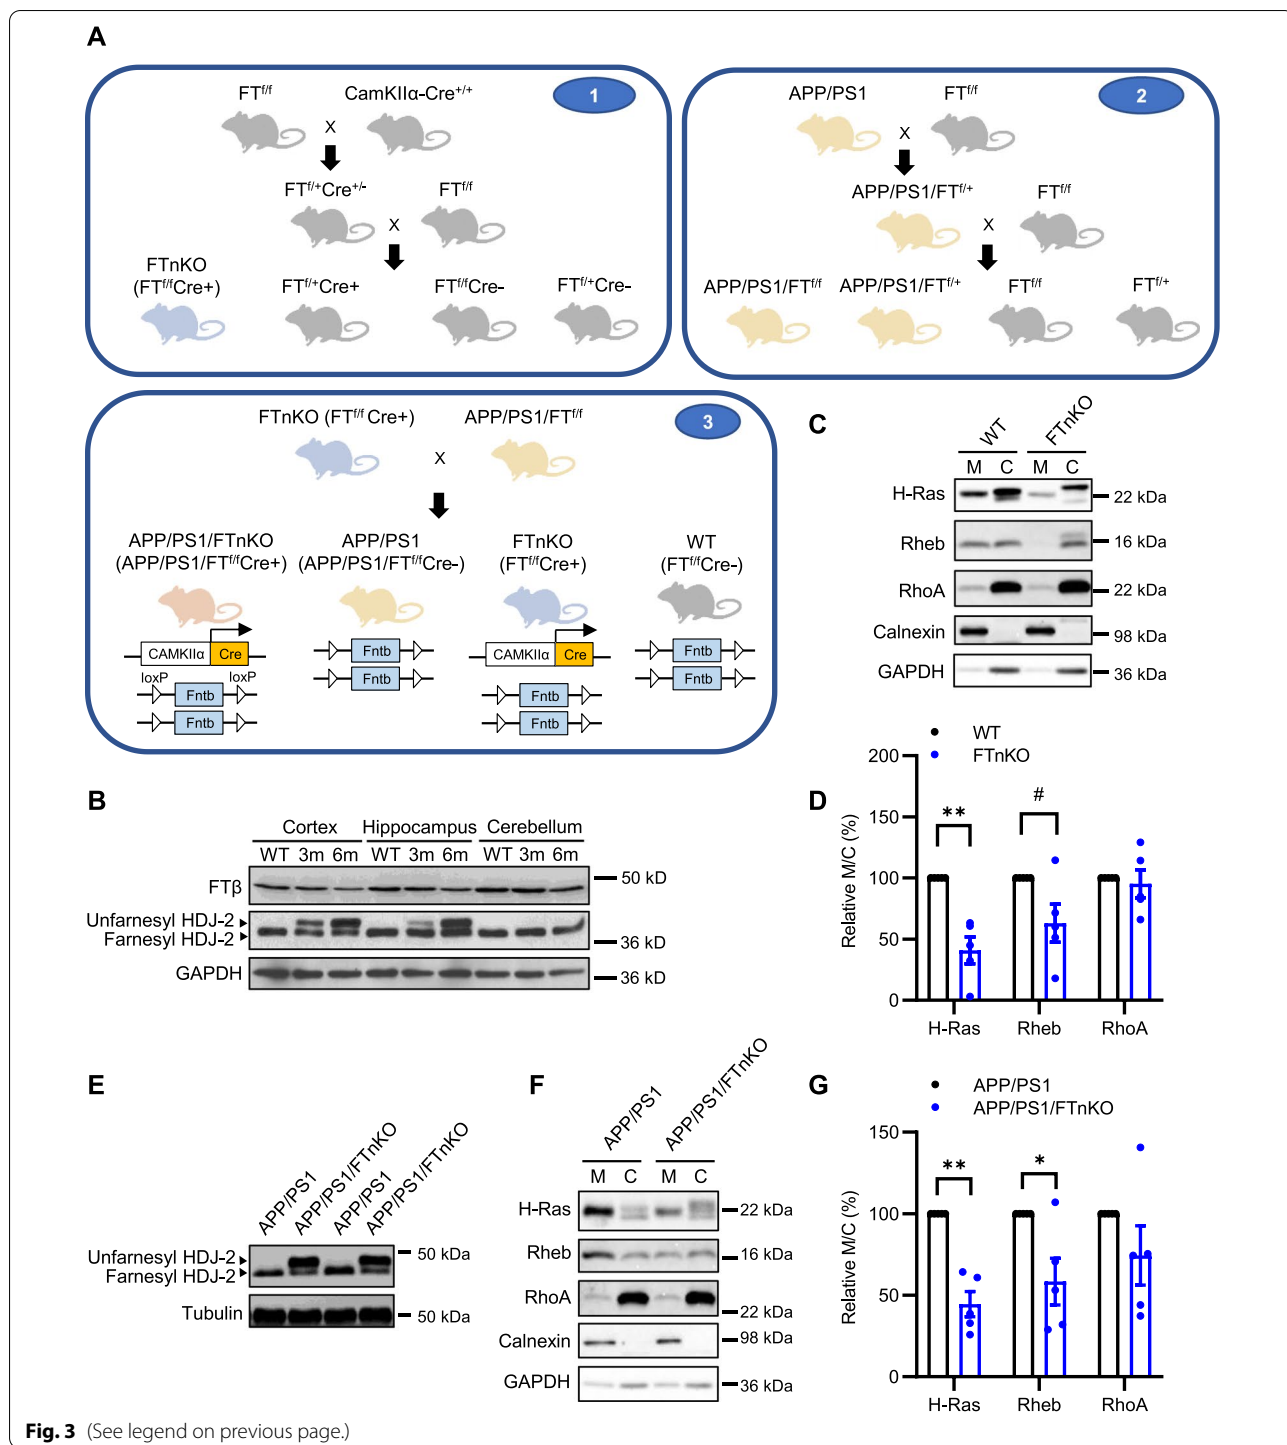 A
1
FTf/f CamKIIα-Cre+/+
X
FTf/+Cre+/- FTf/f
X
FTnKO
(FTf/fCre+) FTf/+Cre+ FTf/fCre- FTf/+Cre-
2
APP/PS1 FTf/f
X
APP/PS1/FTf/+ FTf/f
X
APP/PS1/FTf/f APP/PS1/FTf/+ FTf/f FTf/+
3
FTnKO (FTf/f Cre+) APP/PS1/FTf/f
X
APP/PS1/FTnKO APP/PS1 FTnKO WT
(APP/PS1/FTf/fCre+) (APP/PS1/FTf/fCre-) (FTf/fCre+) (FTf/fCre-)
CAMKIIα Cre Fntb CAMKIIα Cre Fntb
loxP loxP Fntb Fntb
Fntb Fntb
Fntb Fntb
B
Cortex Hippocampus Cerebellum
WT 3m 6m WT 3m 6m WT 3m 6m
FTβ 50 kD
Unfarnesyl HDJ-2
Farnesyl HDJ-2 36 kD
GAPDH 36 kD
C
WT FTnKO
M C M C
H-Ras 22 kDa
Rheb 16 kDa
RhoA 22 kDa
Calnexin 98 kDa
GAPDH 36 kDa
D
WT
FTnKO
Relative M/C (%)
200
150
100
50
0
** #
H-Ras Rheb RhoA
E
APP/PS1 APP/PS1/FTnKO APP/PS1 APP/PS1/FTnKO
Unfarnesyl HDJ-2 50 kDa
Farnesyl HDJ-2
Tubulin 50 kDa
F
APP/PS1 APP/PS1/FTnKO
M C M C
H-Ras 22 kDa
Rheb 16 kDa
RhoA 22 kDa
Calnexin 98 kDa
GAPDH 36 kDa
G
APP/PS1
APP/PS1/FTnKO
Relative M/C (%)
150
100
50
0
** *
H-Ras Rheb RhoA
Fig. 3 (See legend on previous page.)